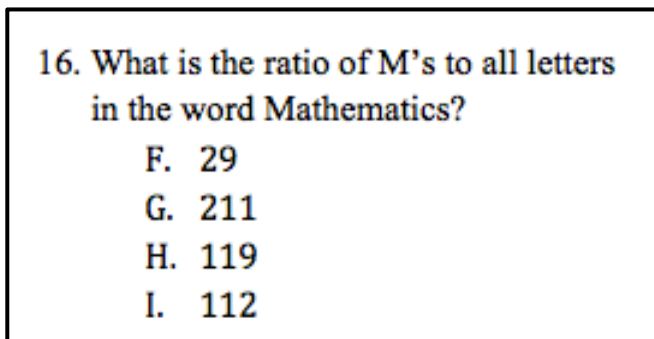 16. What is the ratio of M’s to all letters
in the word Mathematics?
F. 29
G. 211
H. 119
I. 112